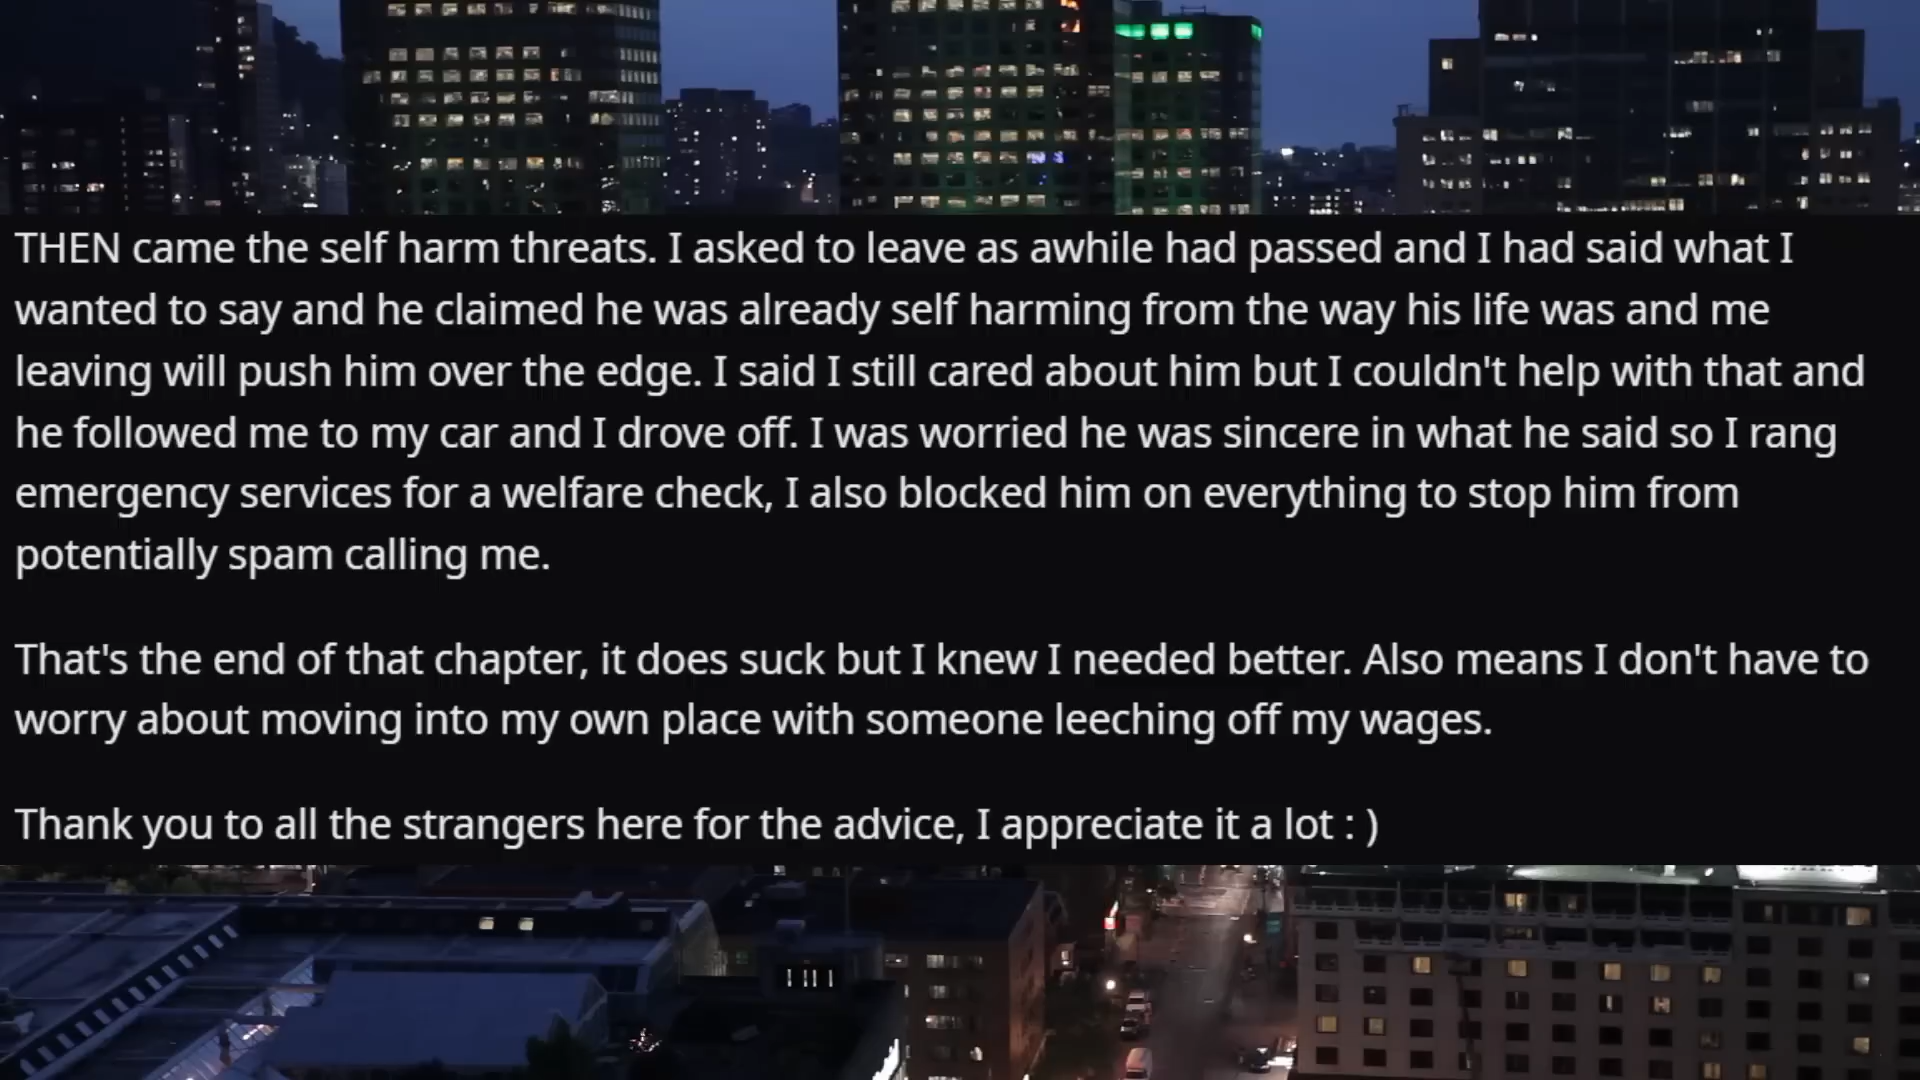 THEN came the self harm threats. I asked to leave as awhile had passed and I had said what I
wanted to say and he claimed he was already self harming from the way his life was and me
leaving will push him over the edge. I said I still cared about him but I couldn't help with that and
he followed me to my car and I drove off. I was worried he was sincere in what he said so I rang
emergency services for a welfare check, I also blocked him on everything to stop him from
potentially spam calling me.
That's the end of that chapter, it does suck but I knew I needed better. Also means I don't have to
worry about moving into my own place with someone leeching off my wages.
Thank you to all the strangers here for the advice, I appreciate it a lot : )